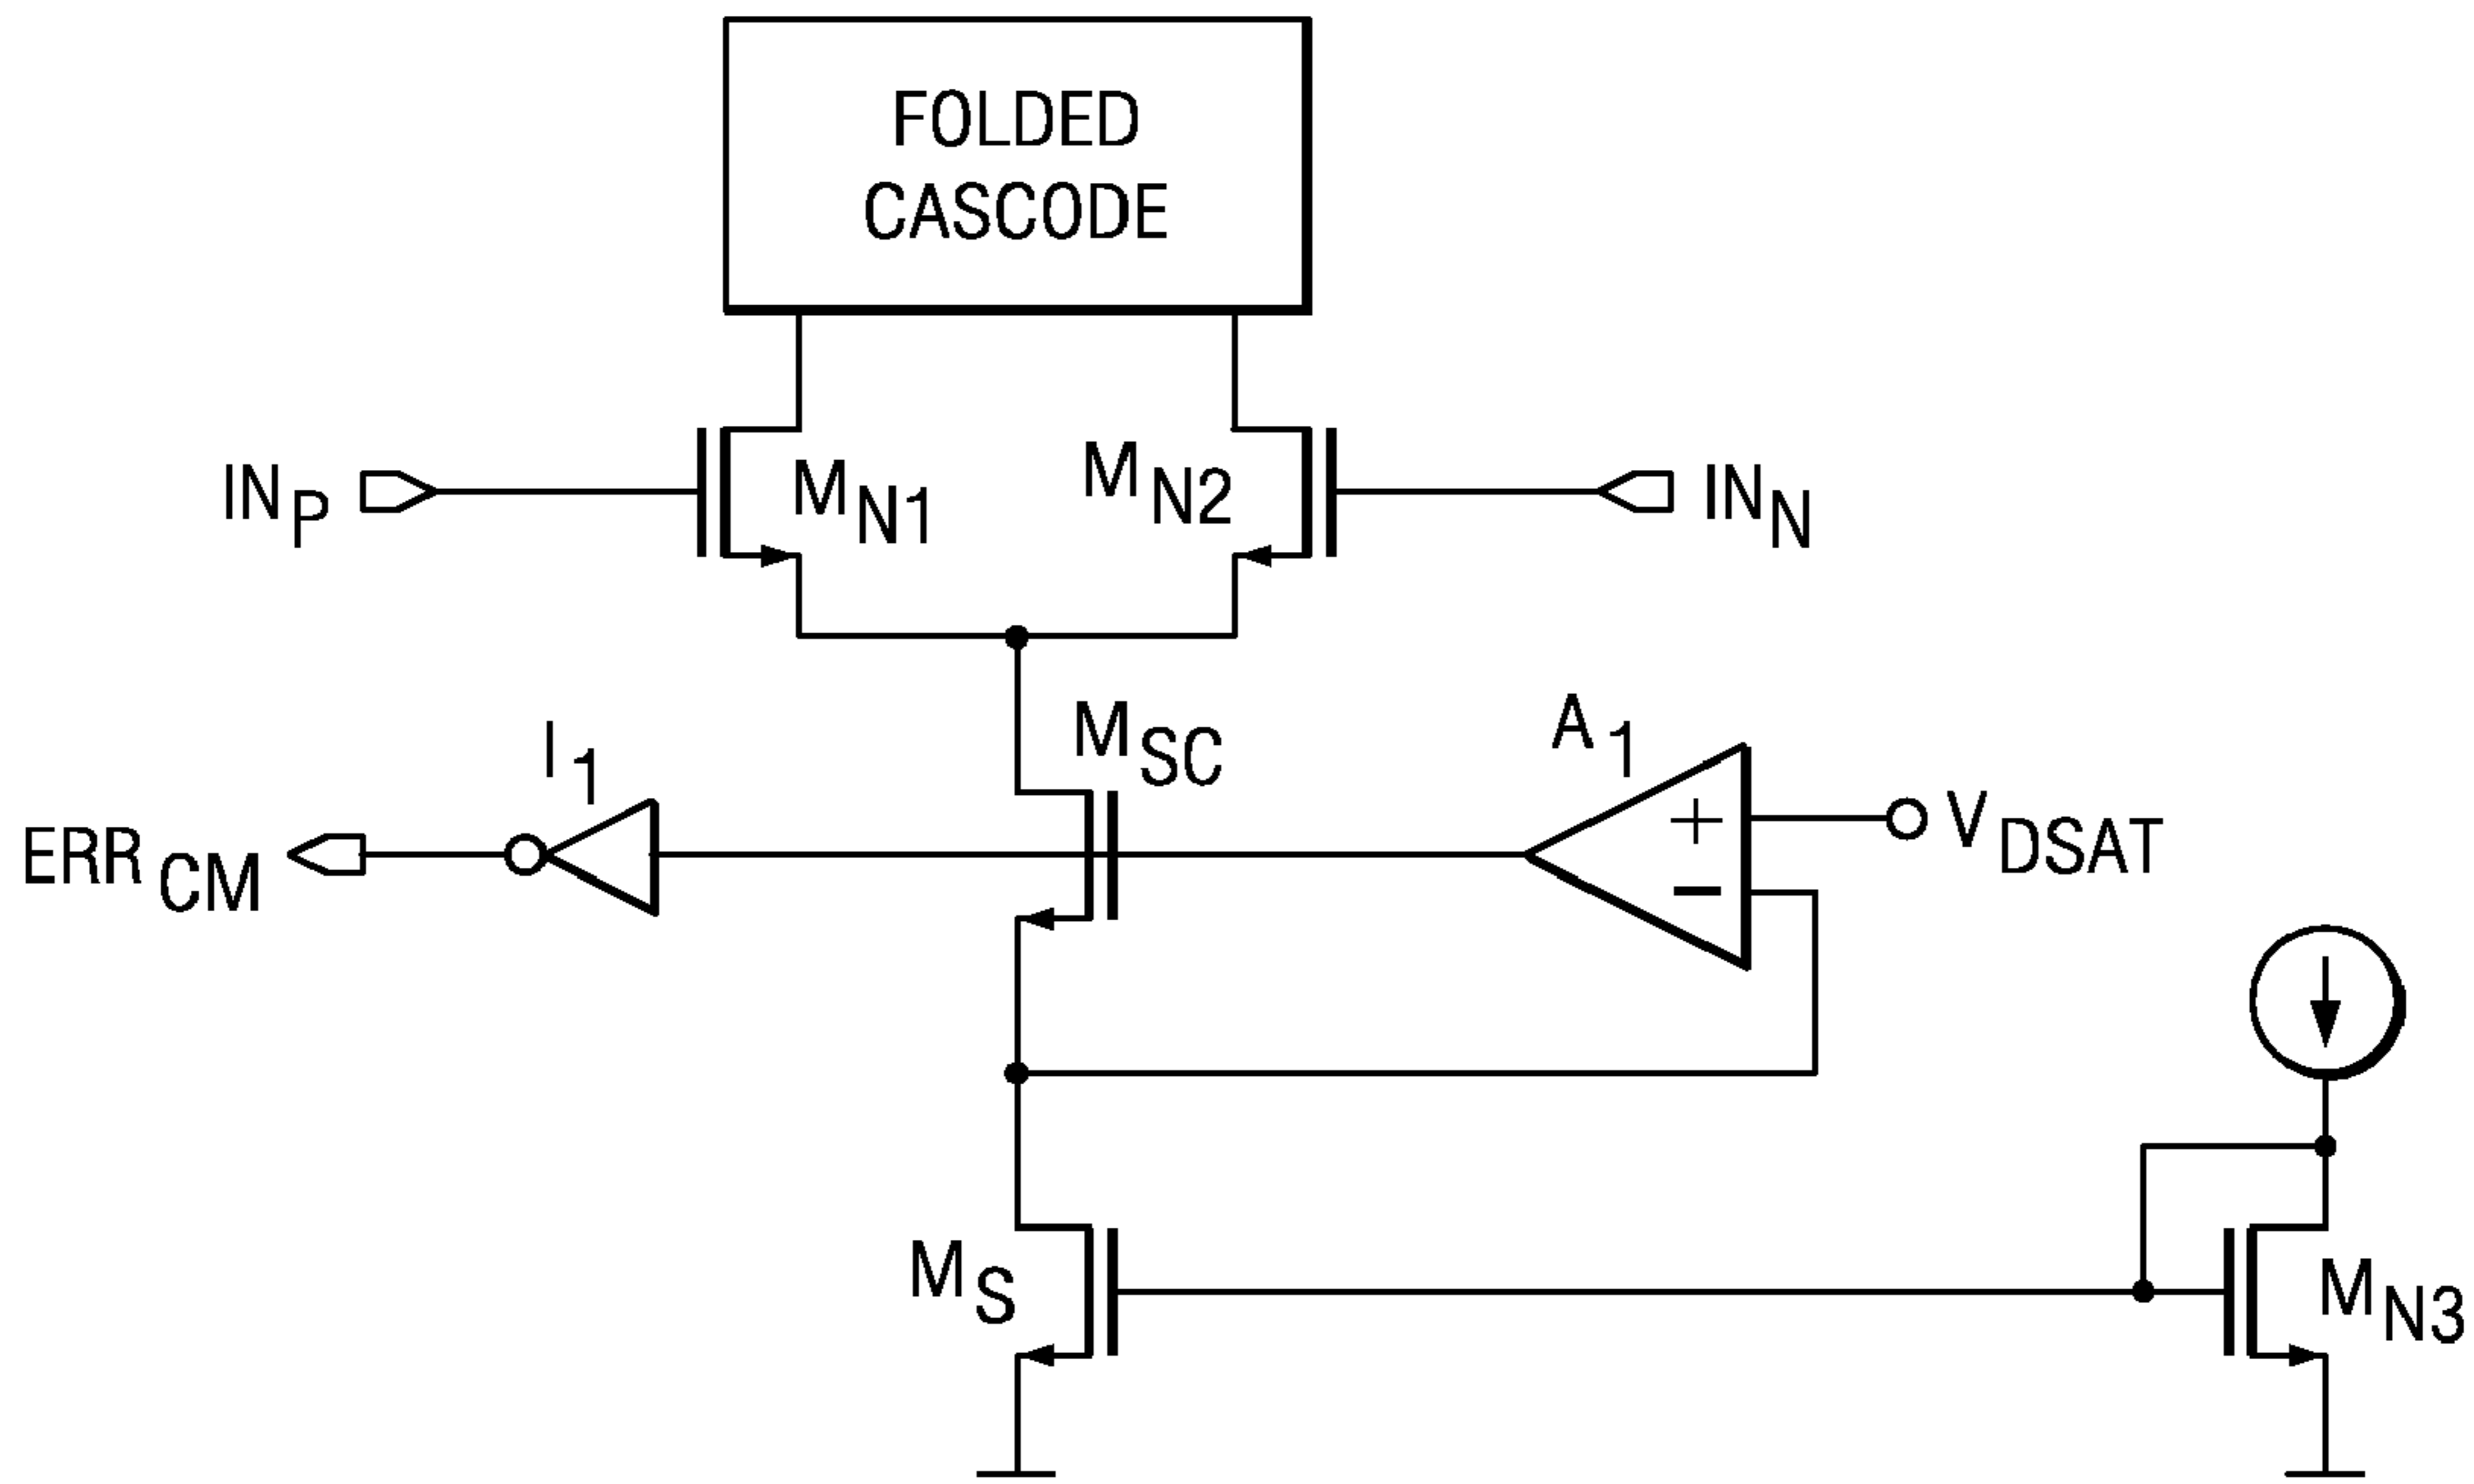 FOLDED
CASCODE
IN_P
M_N1
M_N2
IN_N
I_1
M_SC
A_1
ERR_CM
+
−
V_DSAT
M_S
M_N3